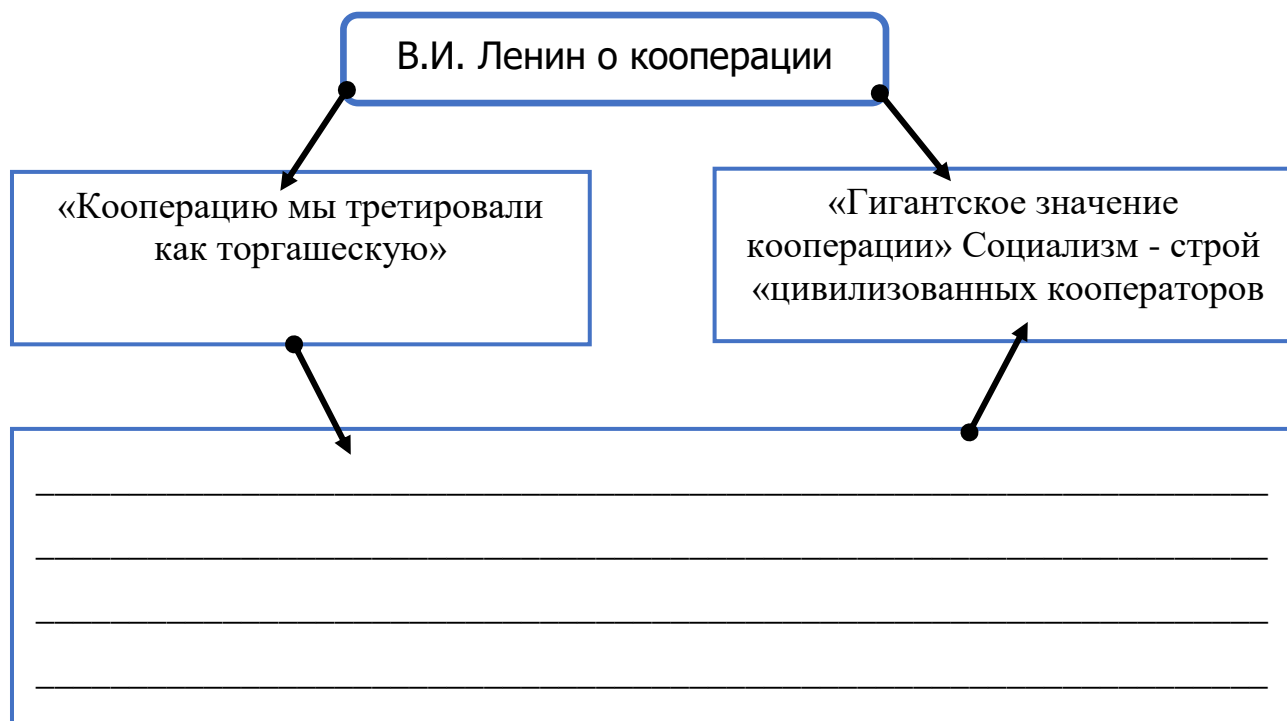 В.И. Ленин о кооперации
«Кооперацию мы третировали
как торгашескую»
«Гигантское значение
кооперации» Социализм - строй
«цивилизованных кооператоров